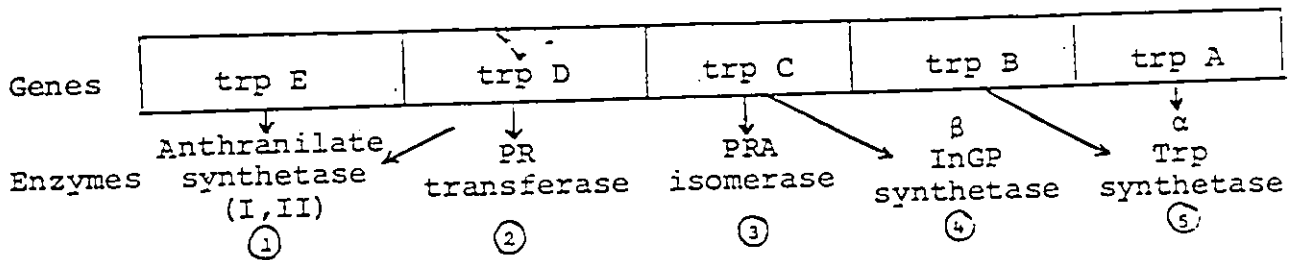 Genes trp E trp D trp C trp B trp A
β α
Anthranilate PR PRA InGP Trp
Enzymes synthetase transferase isomerase synthetase synthetase
(I,II)
1 2 3 4 5